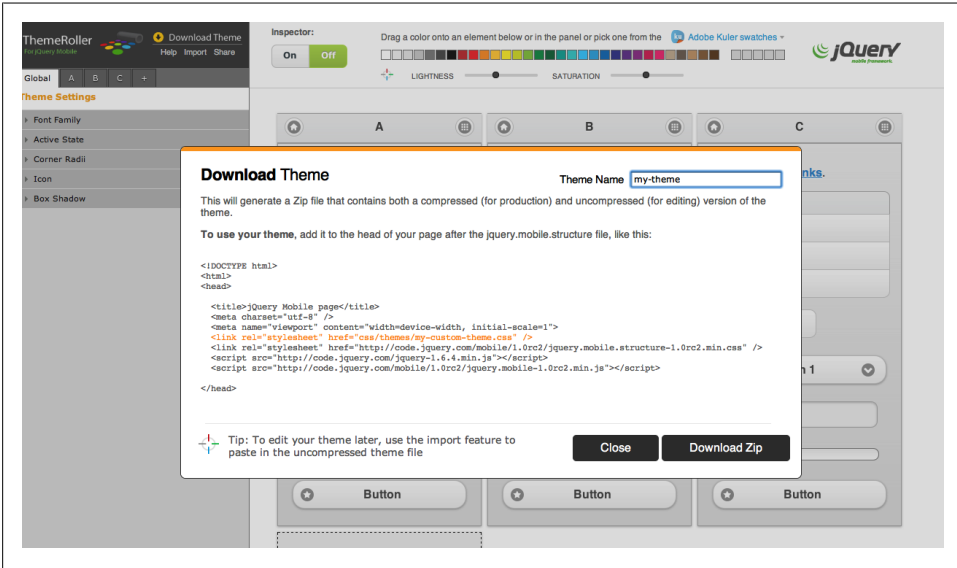 ThemeRoller
For jQuery Mobile
Download Theme
Help Import Share
Inspector:
On Off
Drag a color onto an element below or in the panel or pick one from the Adobe Kuler swatches
LIGHTNESS
SATURATION
jQuery
mobile framework
Global A B C +
Theme Settings
Font Family
Active State
Corner Radii
Icon
Box Shadow
A
B
C
nks.
Download Theme
Theme Name my-theme
This will generate a Zip file that contains both a compressed (for production) and uncompressed (for editing) version of the
theme.
To use your theme, add it to the head of your page after the jquery.mobile.structure file, like this:
<!DOCTYPE html>
<html>
<head>
<title>jQuery Mobile page</title>
<meta charset="utf-8" />
<meta name="viewport" content="width=device-width, initial-scale=1">
<link rel="stylesheet" href="css/themes/my-custom-theme.css" />
<link rel="stylesheet" href="http://code.jquery.com/mobile/1.0rc2/jquery.mobile.structure-1.0rc2.min.css" />
<script src="http://code.jquery.com/jquery-1.6.4.min.js"></script>
<script src="http://code.jquery.com/mobile/1.0rc2/jquery.mobile-1.0rc2.min.js"></script>
</head>
n 1
Tip: To edit your theme later, use the import feature to
paste in the uncompressed theme file
Close
Download Zip
Button
Button
Button